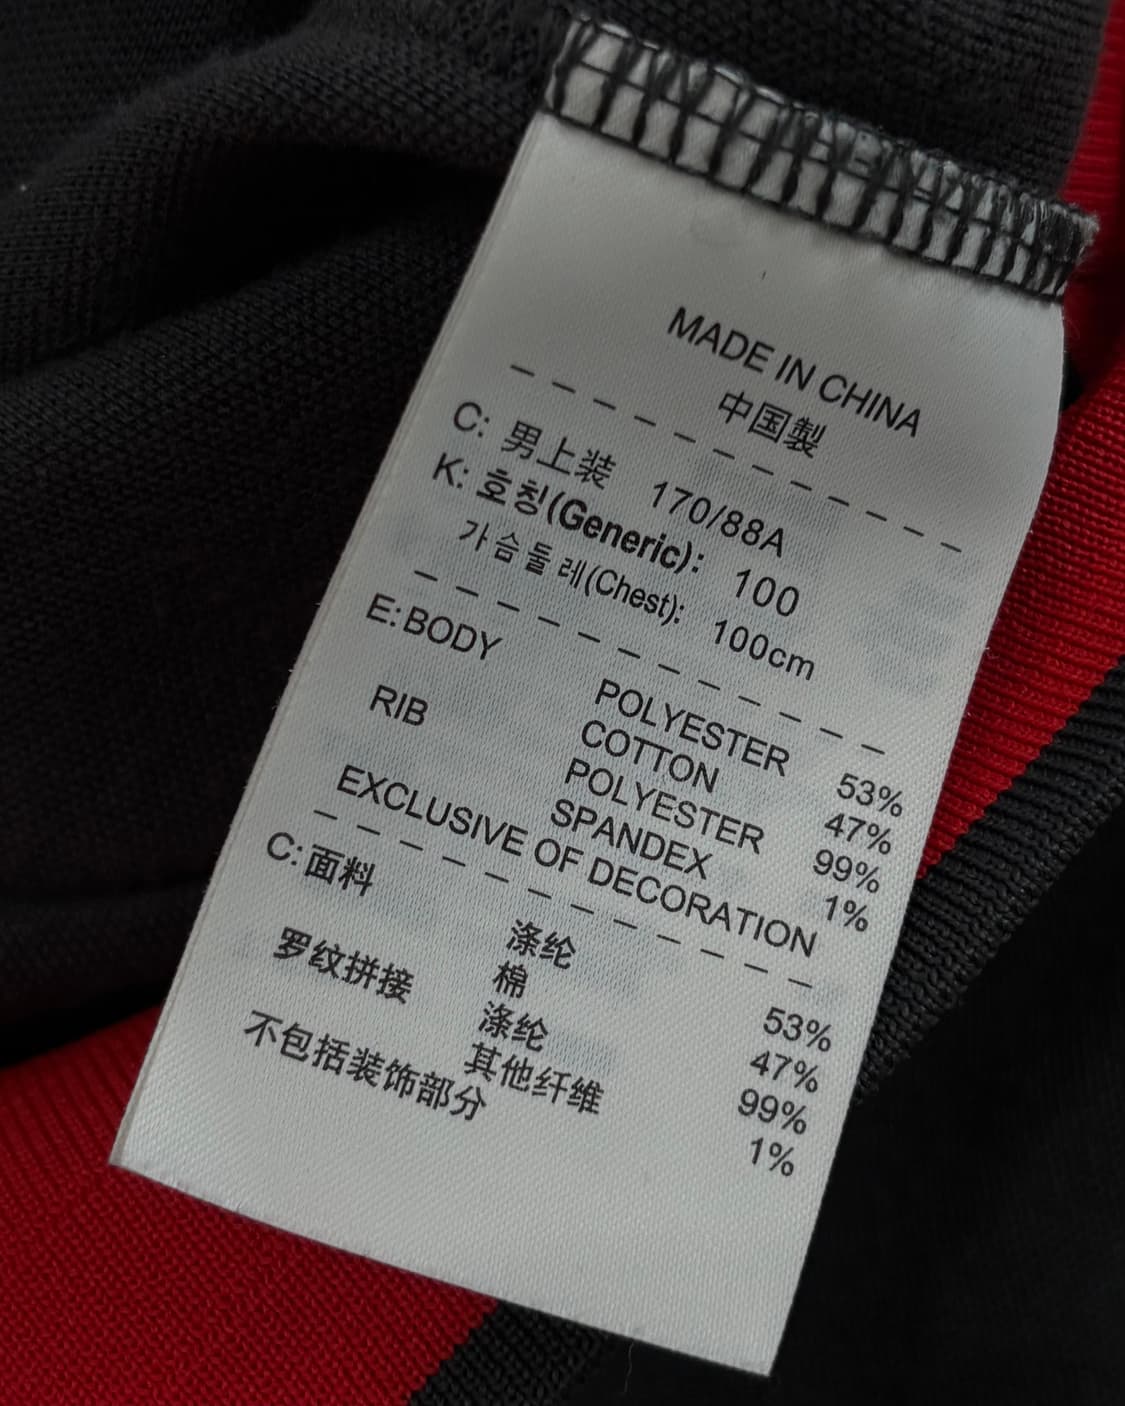 MADE IN CHINA
中国製
C: 男上装 170/88A
K: 호칭(Generic): 100
가슴둘레(Chest): 100cm
E: BODY POLYESTER 53%
COTTON 47%
RIB POLYESTER 99%
SPANDEX 1%
EXCLUSIVE OF DECORATION
C: 面料 涤纶 53%
棉 47%
罗纹拼接 涤纶 99%
其他纤维 1%
不包括装饰部分